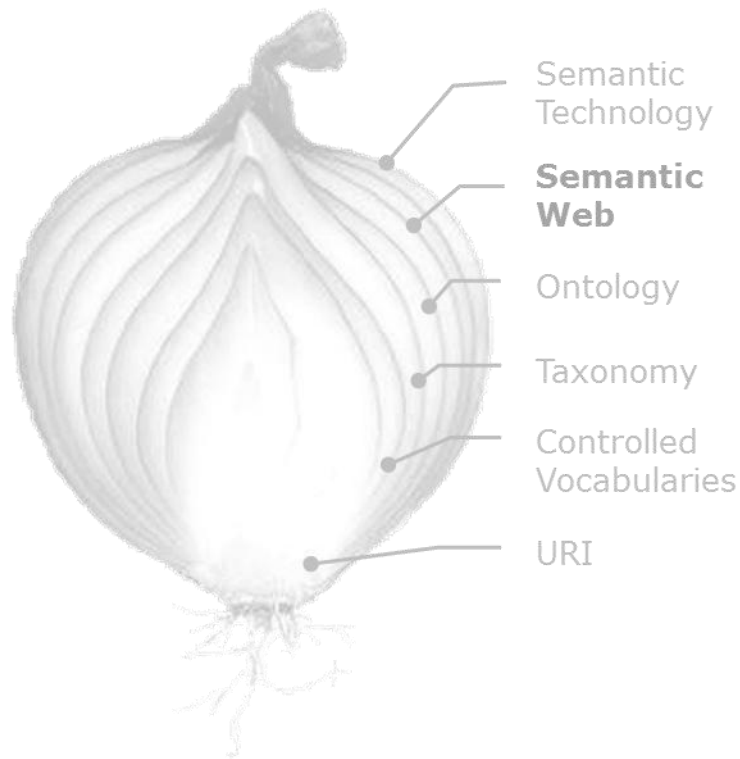 Semantic
Technology
Semantic
Web
Ontology
Taxonomy
Controlled
Vocabularies
URI